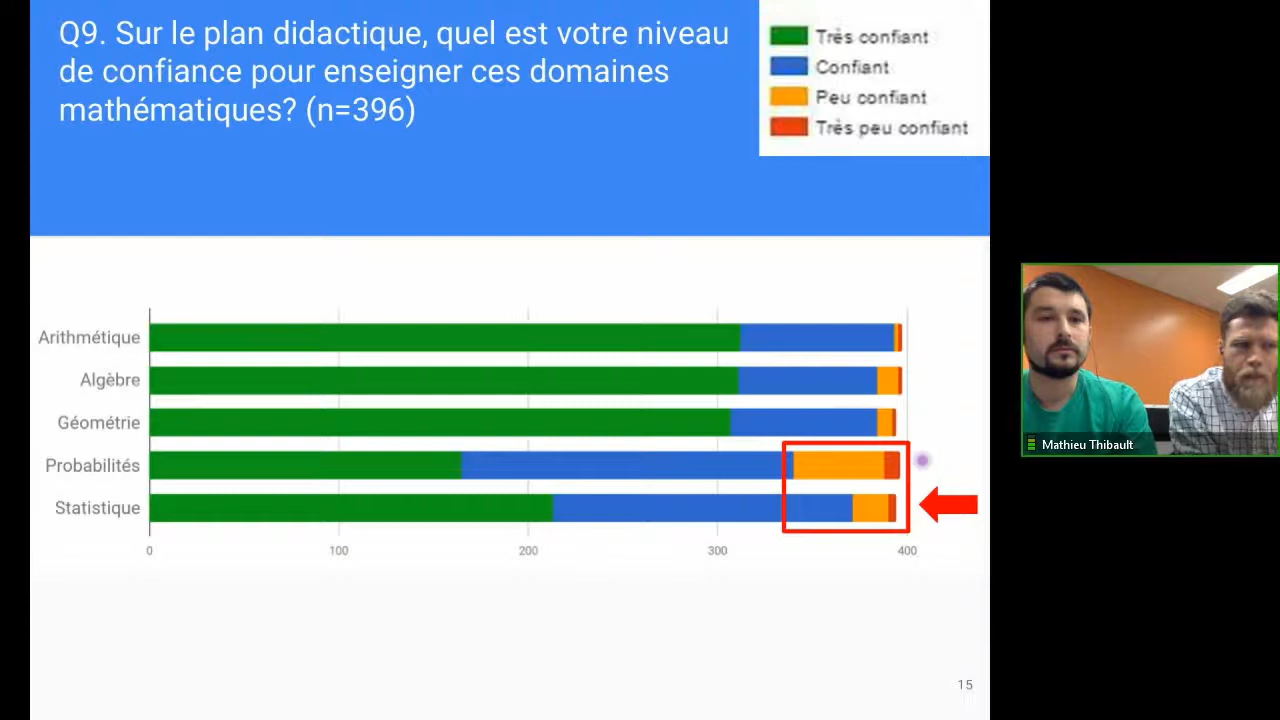 Q9. Sur le plan didactique, quel est votre niveau
de confiance pour enseigner ces domaines
mathématiques? (n=396)
Très confiant
Confiant
Peu confiant
Très peu confiant
Arithmétique
Algèbre
Géométrie
Probabilités
Statistique
0 100 200 300 400
Mathieu Thibault
15